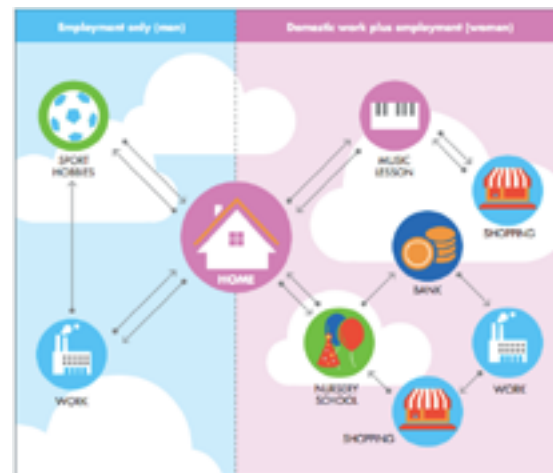 Employment only (men)
Domestic work plus employment (women)
SPORT
HOBBIES
MUSIC
LESSON
SHOPPING
HOME
BANK
WORK
NURSERY
SCHOOL
WORK
SHOPPING